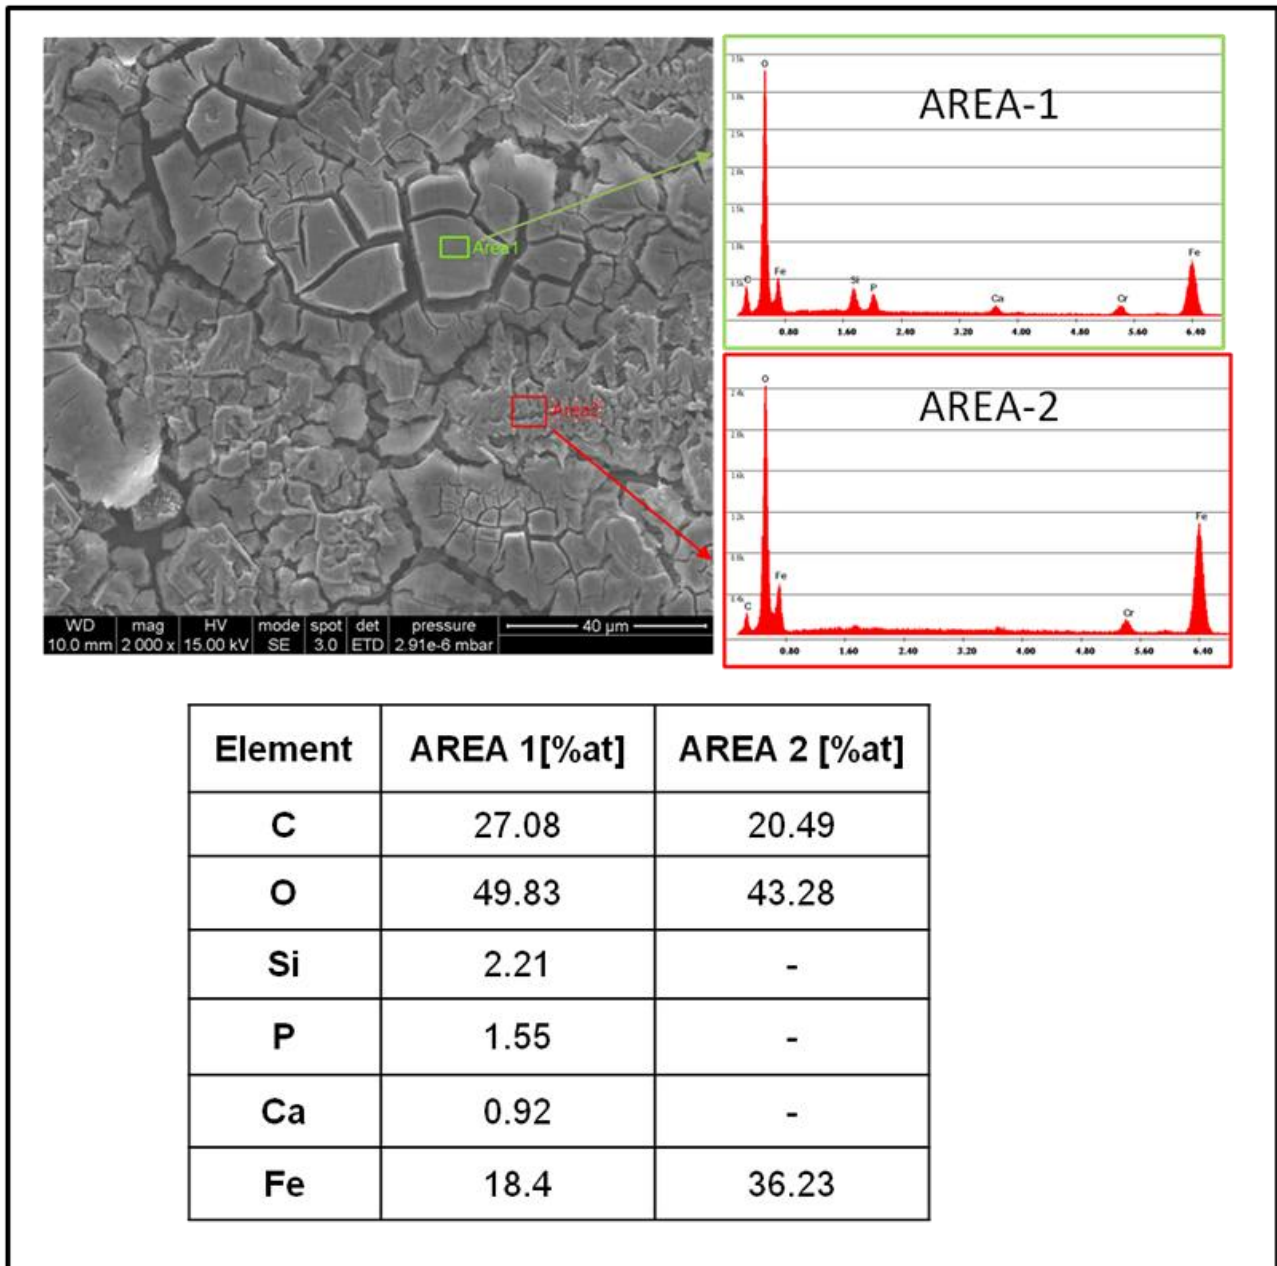 Area1
Area2
WD mag HV mode spot det pressure 40 µm
10.0 mm 2 000 x 15.00 kV SE 3.0 ETD 2.91e-6 mbar
AREA-1
O
C
Fe
Si
P
Ca
Cr
Fe
0.80 1.60 2.40 3.20 4.00 4.80 5.60 6.40
AREA-2
O
C
Fe
Cr
Fe
0.80 1.60 2.40 3.20 4.00 4.80 5.60 6.40
Element AREA 1[%at] AREA 2 [%at]
C 27.08 20.49
O 49.83 43.28
Si 2.21 -
P 1.55 -
Ca 0.92 -
Fe 18.4 36.23